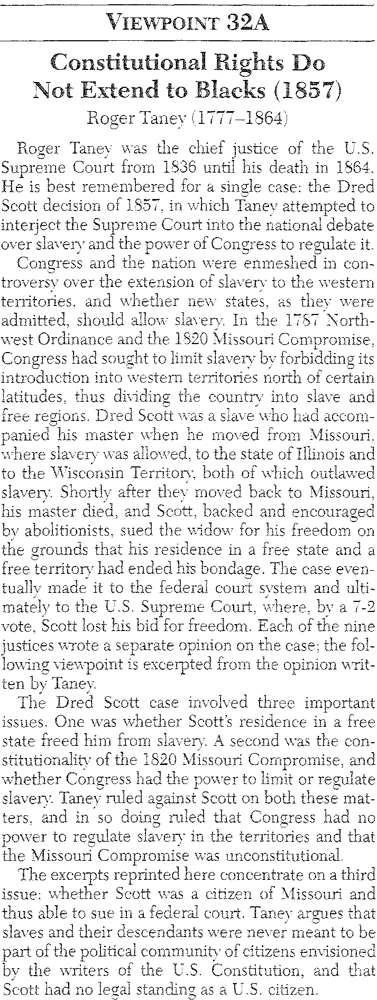 VIEWPOINT 32A
Constitutional Rights Do
Not Extend to Blacks (1857)
Roger Taney (1777–1864)
Roger Taney was the chief justice of the U.S.
Supreme Court from 1836 until his death in 1864.
He is best remembered for a single case: the Dred
Scott decision of 1857, in which Taney attempted to
interject the Supreme Court into the national debate
over slavery and the power of Congress to regulate it.
Congress and the nation were enmeshed in con-
troversy over the extension of slavery to the western
territories, and whether new states, as they were
admitted, should allow slavery. In the 1787 North-
west Ordinance and the 1820 Missouri Compromise,
Congress had sought to limit slavery by forbidding its
introduction into western territories north of certain
latitudes, thus dividing the country into slave and
free regions. Dred Scott was a slave who had accom-
panied his master when he moved from Missouri,
where slavery was allowed, to the state of Illinois and
to the Wisconsin Territory, both of which outlawed
slavery. Shortly after they moved back to Missouri,
his master died, and Scott, backed and encouraged
by abolitionists, sued the widow for his freedom on
the grounds that his residence in a free state and a
free territory had ended his bondage. The case even-
tually made it to the federal court system and ulti-
mately to the U.S. Supreme Court, where, by a 7-2
vote, Scott lost his bid for freedom. Each of the nine
justices wrote a separate opinion on the case; the fol-
lowing viewpoint is excerpted from the opinion writ-
ten by Taney.
The Dred Scott case involved three important
issues. One was whether Scott's residence in a free
state freed him from slavery. A second was the con-
stitutionality of the 1820 Missouri Compromise, and
whether Congress had the power to limit or regulate
slavery. Taney ruled against Scott on both these mat-
ters, and in so doing ruled that Congress had no
power to regulate slavery in the territories and that
the Missouri Compromise was unconstitutional.
The excerpts reprinted here concentrate on a third
issue: whether Scott was a citizen of Missouri and
thus able to sue in a federal court. Taney argues that
slaves and their descendants were never meant to be
part of the political community of citizens envisioned
by the writers of the U.S. Constitution, and that
Scott had no legal standing as a U.S. citizen.